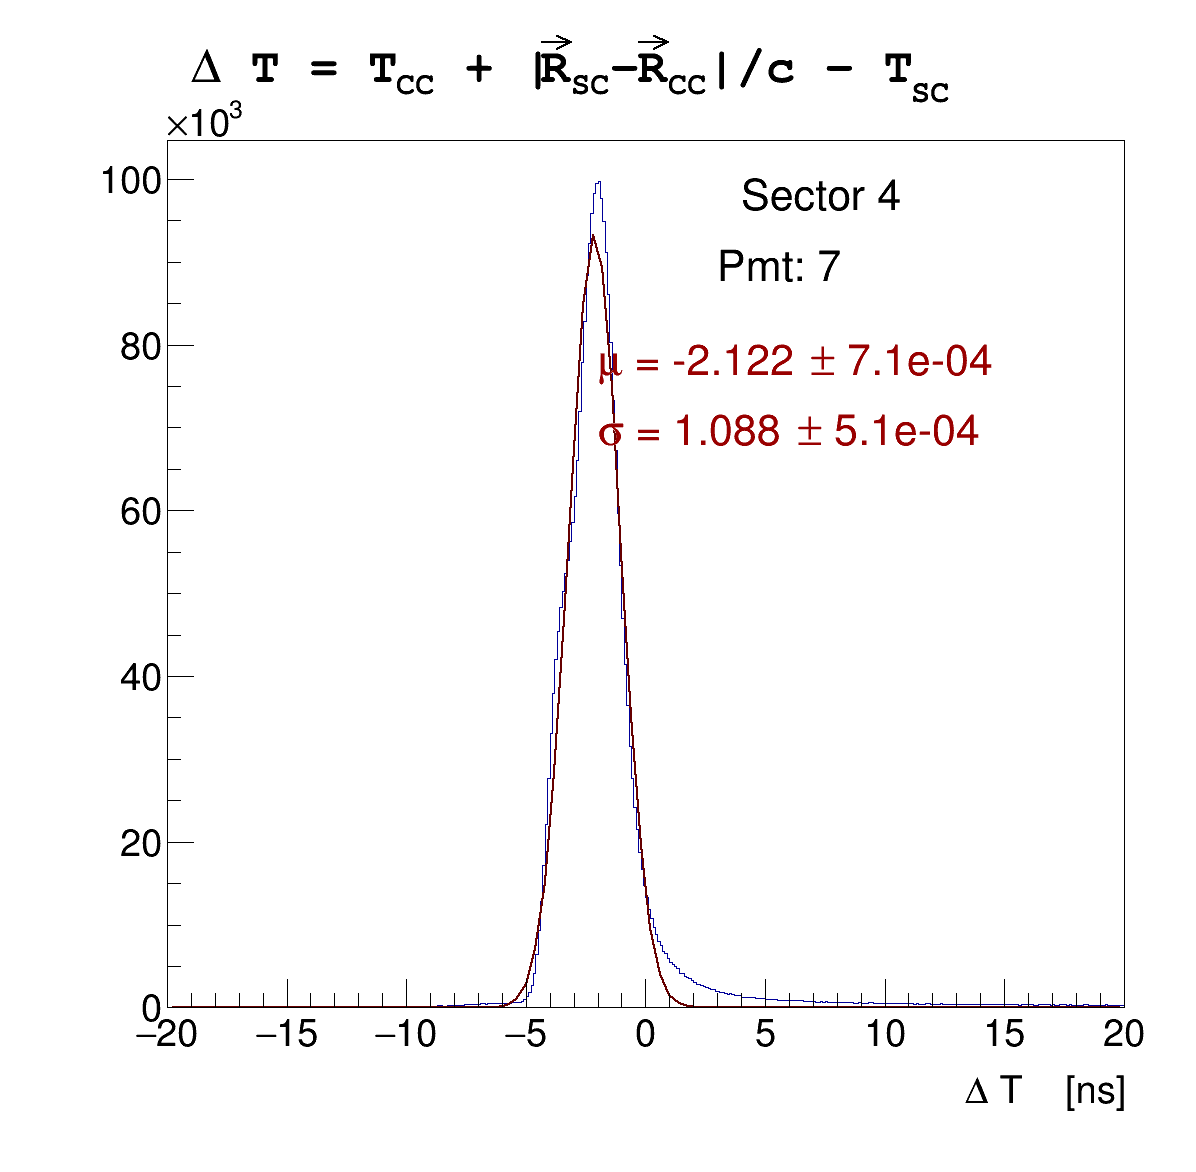 Δ T = T_CC + |R⃗_SC−R⃗_CC|/c − T_SC
×10³
100
Sector 4
Pmt: 7
80
μ = -2.122 ± 7.1e-04
σ = 1.088 ± 5.1e-04
60
40
20
0
−20 −15 −10 −5 0 5 10 15 20
Δ T [ns]